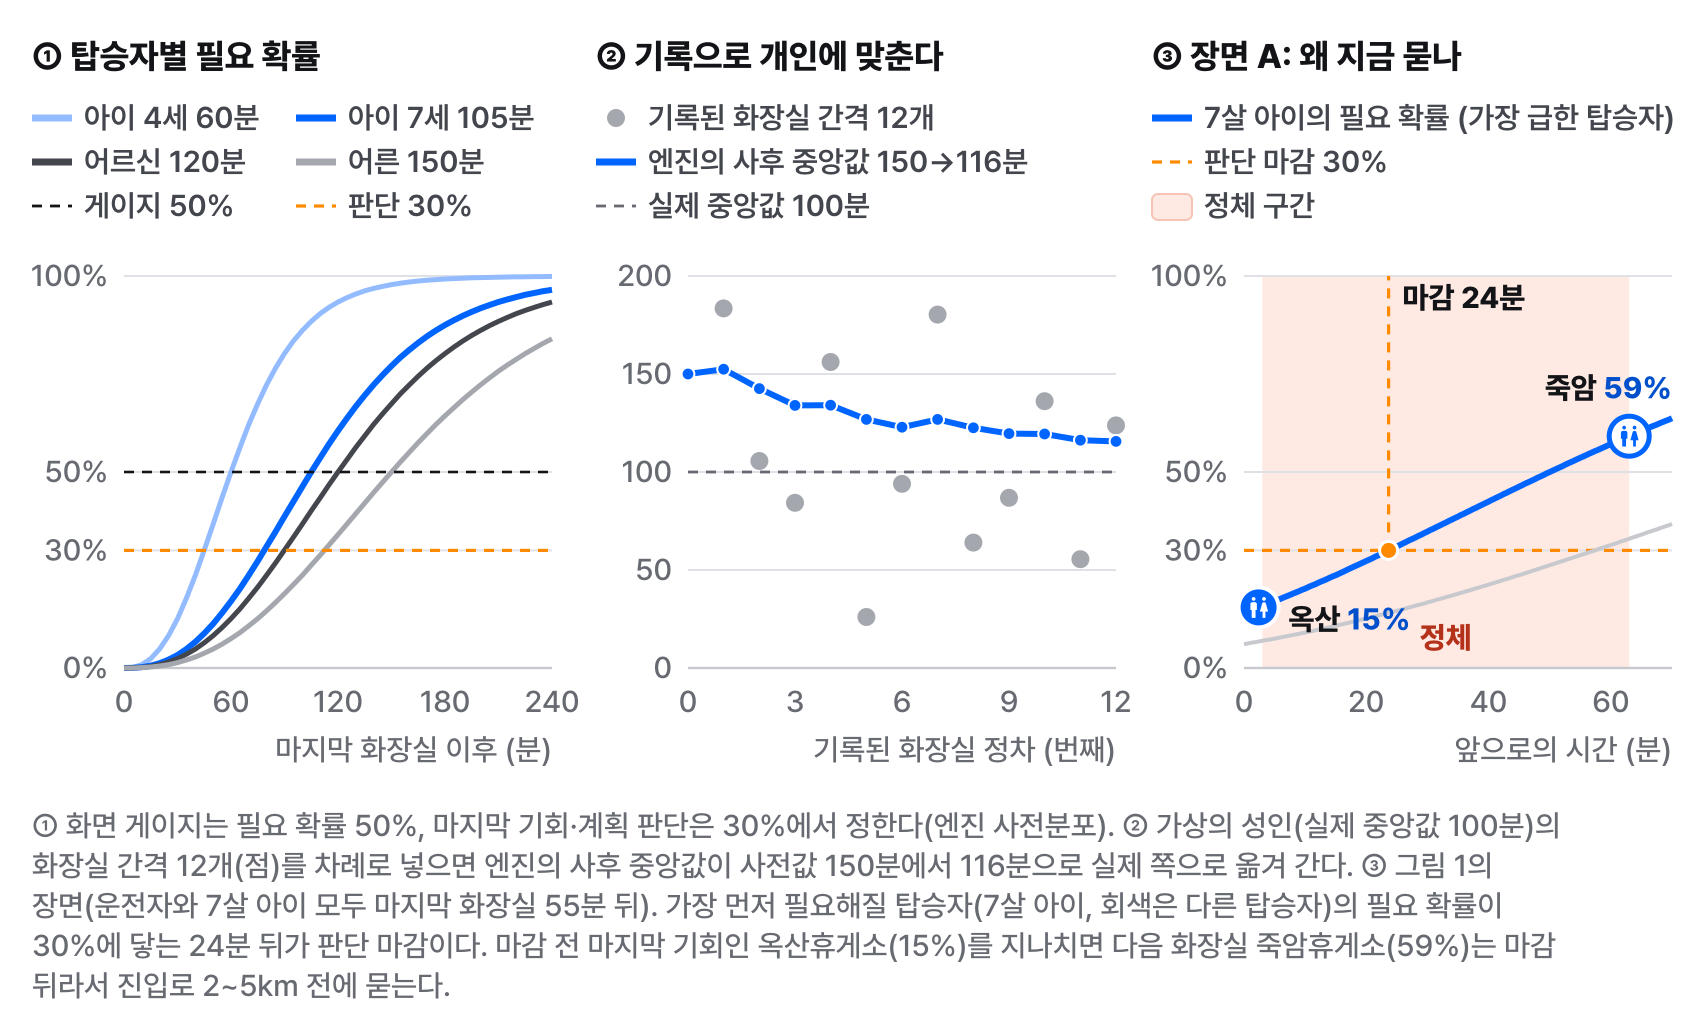 ① 탑승자별 필요 확률
아이 4세 60분
아이 7세 105분
어르신 120분
어른 150분
게이지 50%
판단 30%
100%
50%
30%
0%
0 60 120 180 240
마지막 화장실 이후 (분)
② 기록으로 개인에 맞춘다
기록된 화장실 간격 12개
엔진의 사후 중앙값 150→116분
실제 중앙값 100분
200
150
100
50
0
0 3 6 9 12
기록된 화장실 정차 (번째)
③ 장면 A: 왜 지금 묻나
7살 아이의 필요 확률 (가장 급한 탑승자)
판단 마감 30%
정체 구간
100%
50%
30%
0%
마감 24분
죽암 59%
옥산 15%
정체
0 20 40 60
앞으로의 시간 (분)
① 화면 게이지는 필요 확률 50%, 마지막 기회·계획 판단은 30%에서 정한다(엔진 사전분포). ② 가상의 성인(실제 중앙값 100분)의
화장실 간격 12개(점)를 차례로 넣으면 엔진의 사후 중앙값이 사전값 150분에서 116분으로 실제 쪽으로 옮겨 간다. ③ 그림 1의
장면(운전자와 7살 아이 모두 마지막 화장실 55분 뒤). 가장 먼저 필요해질 탑승자(7살 아이, 회색은 다른 탑승자)의 필요 확률이
30%에 닿는 24분 뒤가 판단 마감이다. 마감 전 마지막 기회인 옥산휴게소(15%)를 지나치면 다음 화장실 죽암휴게소(59%)는 마감
뒤라서 진입로 2~5km 전에 묻는다.